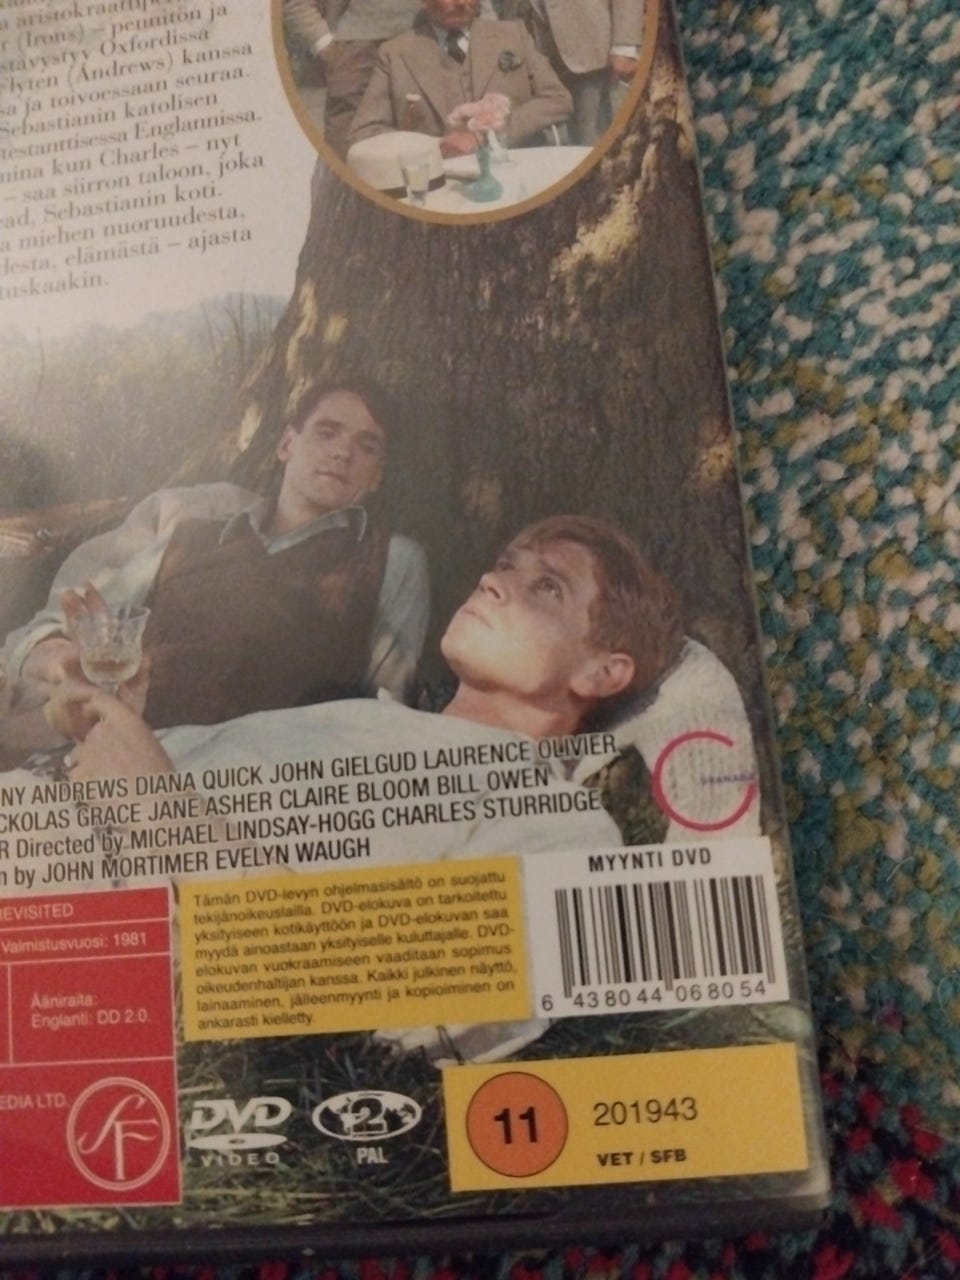 a aristokraattiper
r (Irons) – pennitön ja
stävystyy Oxfordissa
Flyten (Andrews) kanssa
sa ja toivoessaan seuraa.
Sebastianin katolisen
testanttisessa Englannissa.
mina kun Charles – nyt
– saa siirron taloon, joka
ead, Sebastianin koti.
a miehen nuoruudesta,
desta, elämästä – ajasta
tuskaakin.
NY ANDREWS DIANA QUICK JOHN GIELGUD LAURENCE OLIVIER
CKOLAS GRACE JANE ASHER CLAIRE BLOOM BILL OWEN
R Directed by MICHAEL LINDSAY-HOGG CHARLES STURRIDGE
n by JOHN MORTIMER EVELYN WAUGH
GRANADA
EVISITED
Valmistusvuosi: 1981
Ääniraita:
Englanti: DD 2.0.
EDIA LTD.
SF
Tämän DVD-levyn ohjelmasisältö on suojattu
tekijänoikeuslailla. DVD-elokuva on tarkoitettu
yksityiseen kotikäyttöön ja DVD-elokuvan saa
myydä ainoastaan yksityiselle kuluttajalle. DVD-
elokuvan vuokraamiseen vaaditaan sopimus
oikeudenhaltijan kanssa. Kaikki julkinen näyttö,
lainaaminen, jälleenmyynti ja kopioiminen on
ankarasti kielletty.
MYYNTI DVD
6 438044 068054
DVD
VIDEO
2
PAL
11
201943
VET / SFB